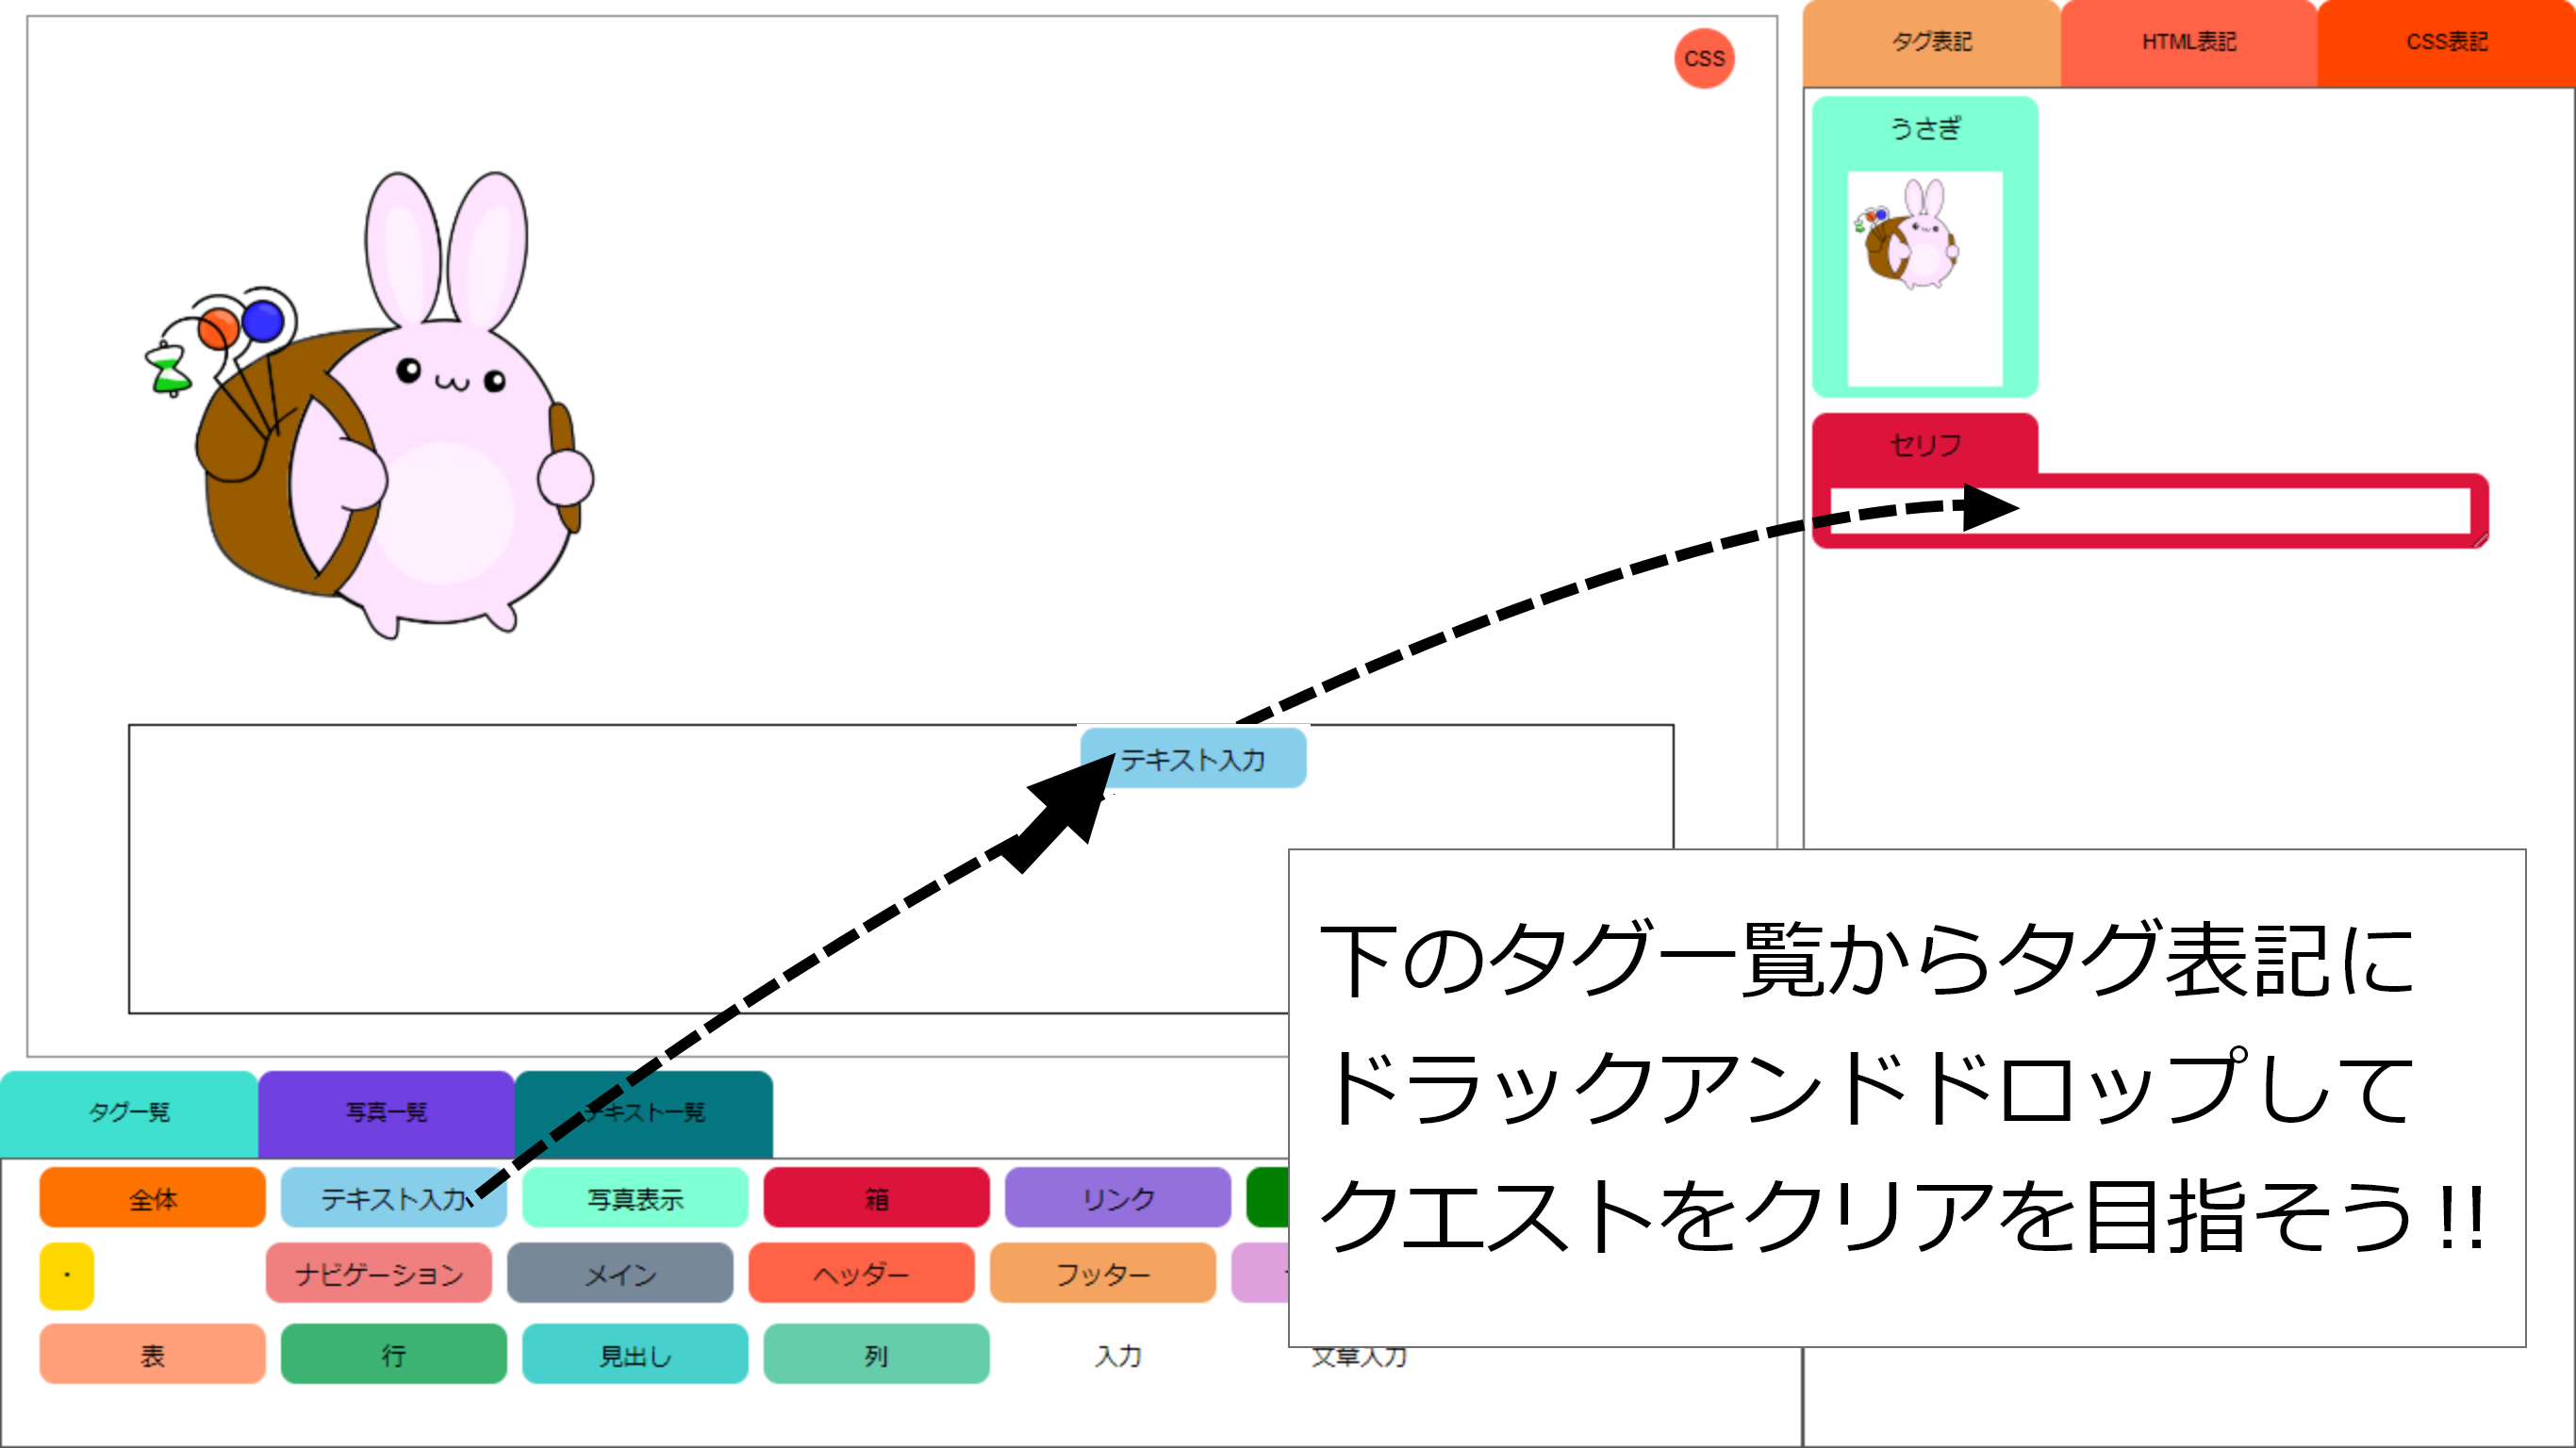 CSS
タグ表記
HTML表記
CSS表記
うさぎ
セリフ
テキスト入力
下のタグ一覧からタグ表記に
ドラックアンドドロップして
クエストをクリアを目指そう!!
タグ一覧
写真一覧
テキスト一覧
全体
テキスト入力
写真表示
箱
リンク
・
ナビゲーション
メイン
ヘッダー
フッター
表
行
見出し
列
入力
文章入力